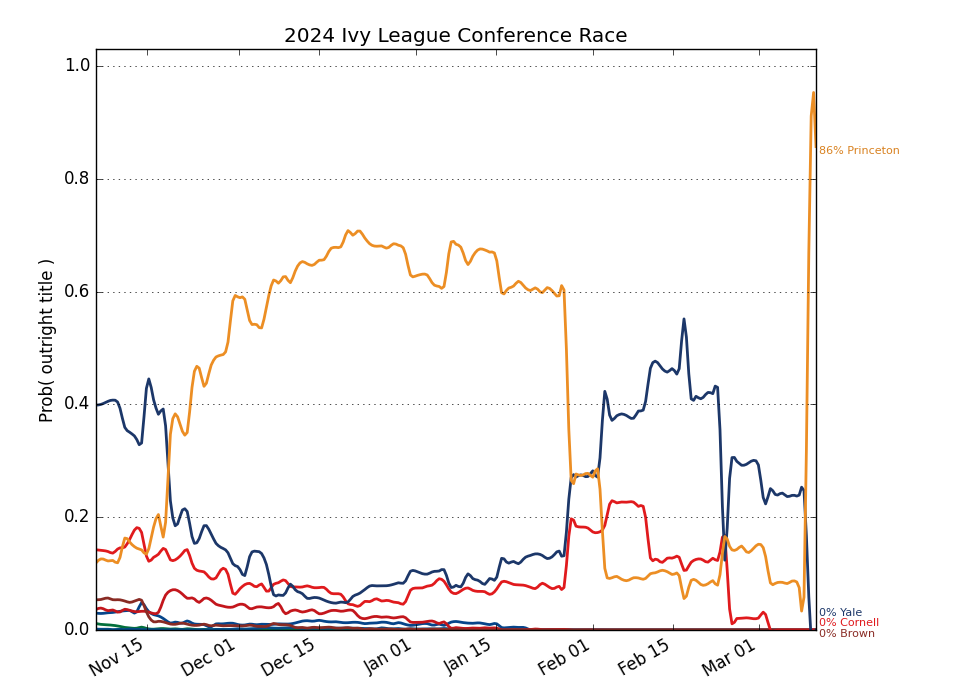 2024 Ivy League Conference Race
Prob( outright title )
1.0
0.8
0.6
0.4
0.2
0.0
Nov 15
Dec 01
Dec 15
Jan 01
Jan 15
Feb 01
Feb 15
Mar 01
86% Princeton
0% Yale
0% Cornell
0% Brown